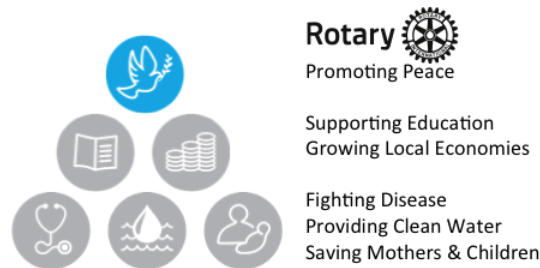 Rotary
Promoting Peace
Supporting Education
Growing Local Economies
Fighting Disease
Providing Clean Water
Saving Mothers & Children